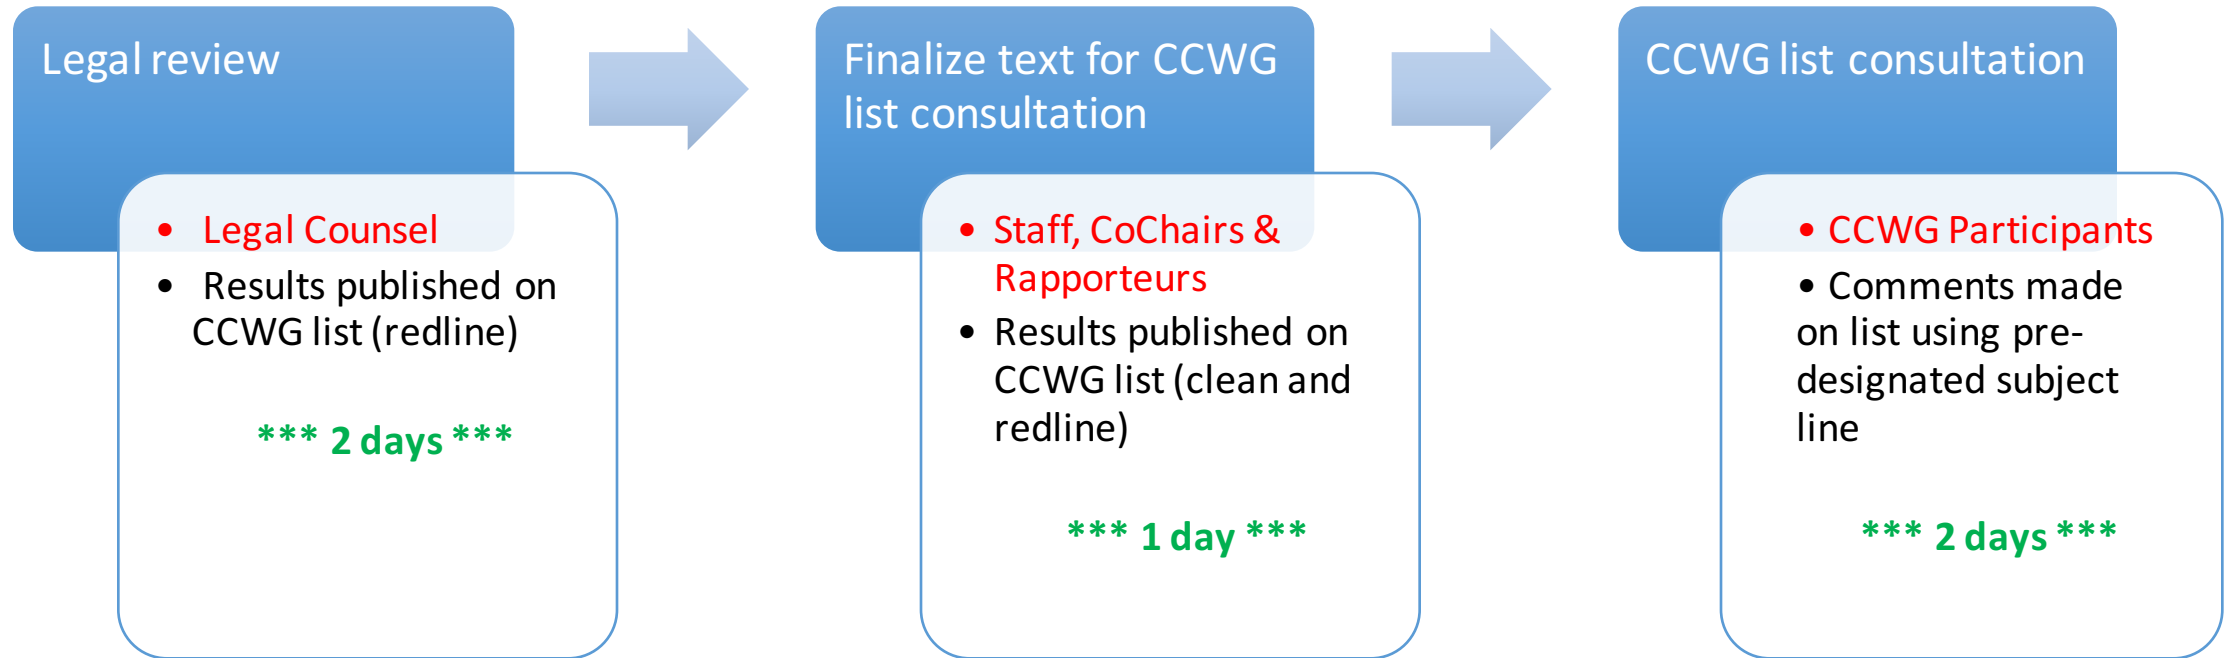 Legal review
• Legal Counsel
• Results published on
CCWG list (redline)
*** 2 days ***
Finalize text for CCWG
list consultation
• Staff, CoChairs &
Rapporteurs
• Results published on
CCWG list (clean and
redline)
*** 1 day ***
CCWG list consultation
• CCWG Participants
• Comments made
on list using pre-
designated subject
line
*** 2 days ***